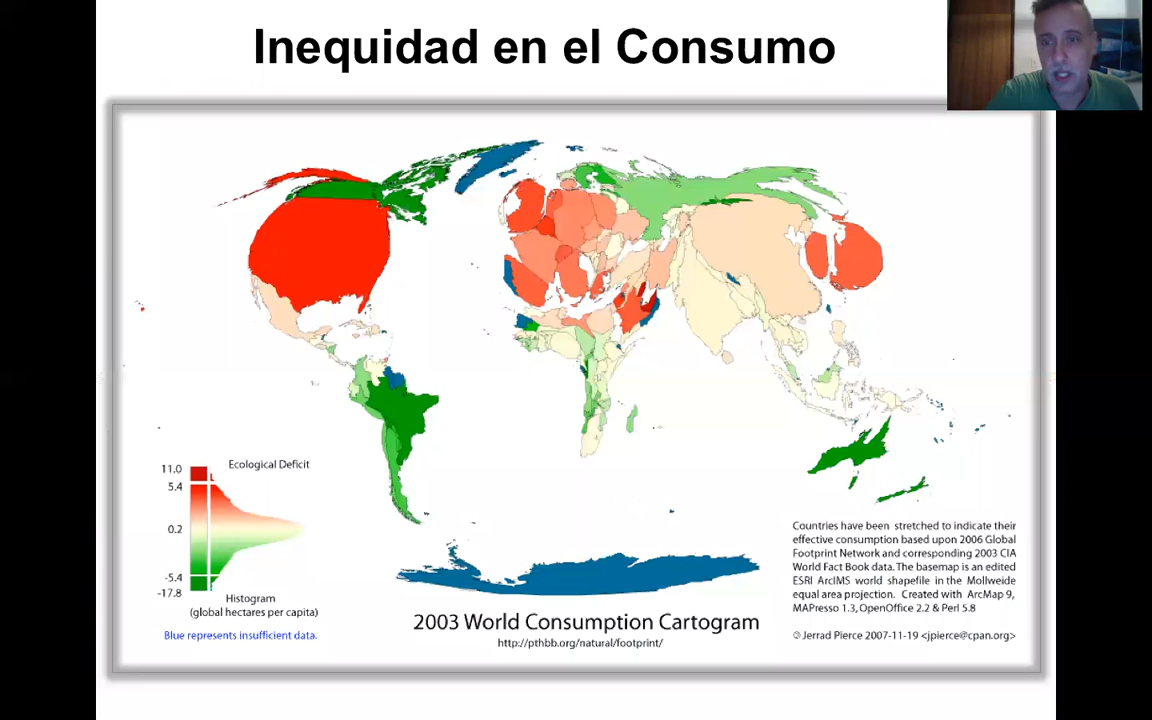 Inequidad en el Consumo
Ecological Deficit
11.0
5.4
0.2
-5.4
-17.8
Histogram
(global hectares per capita)
Blue represents insufficient data.
2003 World Consumption Cartogram
http://pthbb.org/natural/footprint/
Countries have been stretched to indicate their
effective consumption based upon 2006 Global
Footprint Network and corresponding 2003 CIA
World Fact Book data. The basemap is an edited
ESRI ArcIMS world shapefile in the Mollweide
equal area projection. Created with ArcMap 9,
MAPresso 1.3, OpenOffice 2.2 & Perl 5.8
© Jerrad Pierce 2007-11-19 <jpierce@cpan.org>